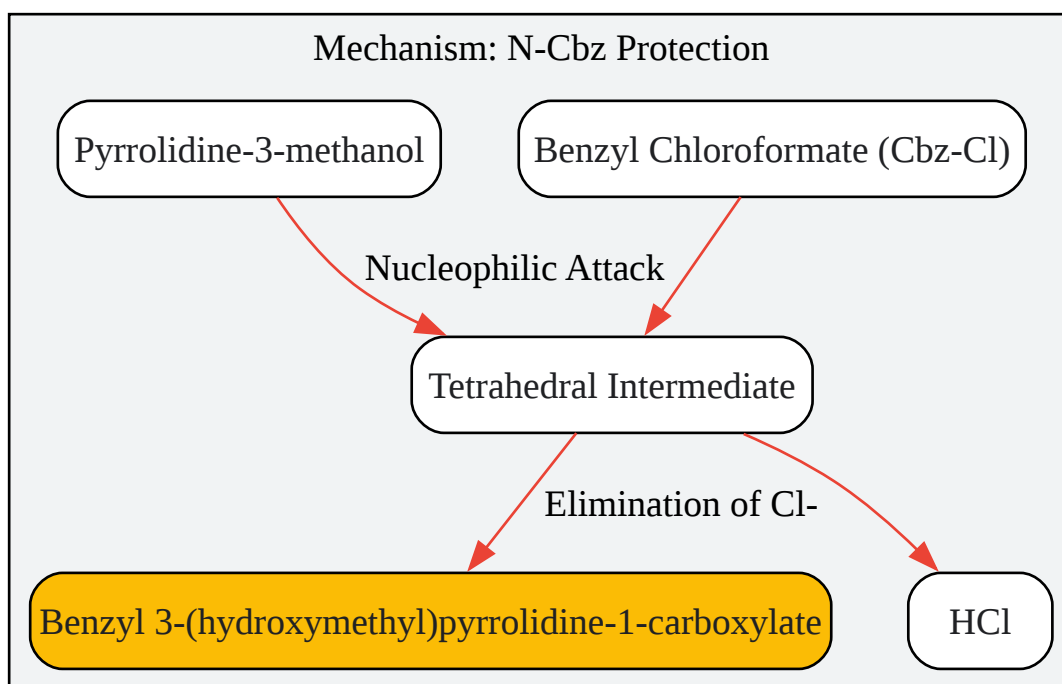 Mechanism: N-Cbz Protection
Pyrrolidine-3-methanol
Benzyl Chloroformate (Cbz-Cl)
Nucleophilic Attack
Tetrahedral Intermediate
Elimination of Cl-
Benzyl 3-(hydroxymethyl)pyrrolidine-1-carboxylate
HCl